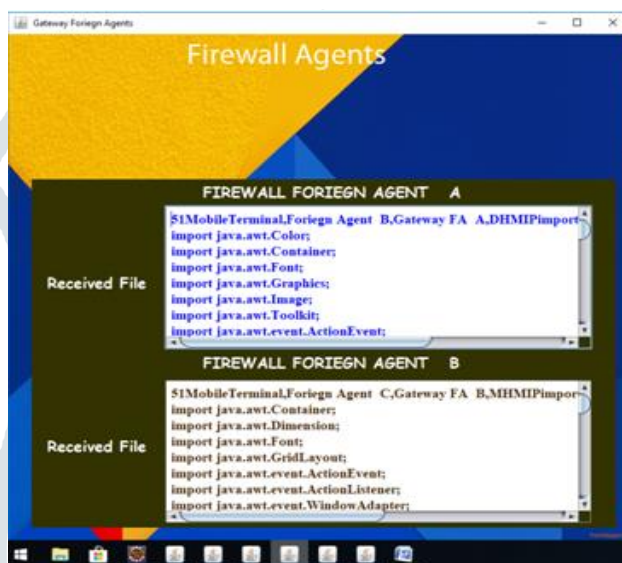 Gateway Foriegn Agents
Firewall Agents
FIREWALL FORIEGN AGENT A
Received File
51MobileTerminal,Foriegn Agent B,Gateway FA A,DHMIPimport
import java.awt.Color;
import java.awt.Container;
import java.awt.Font;
import java.awt.Graphics;
import java.awt.Image;
import java.awt.Toolkit;
import java.awt.event.ActionEvent;
FIREWALL FORIEGN AGENT B
Received File
51MobileTerminal,Foriegn Agent C,Gateway FA B,MHMIPimpor
import java.awt.Container;
import java.awt.Dimension;
import java.awt.Font;
import java.awt.GridLayout;
import java.awt.event.ActionEvent;
import java.awt.event.ActionListener;
import java.awt.event.WindowAdapter;